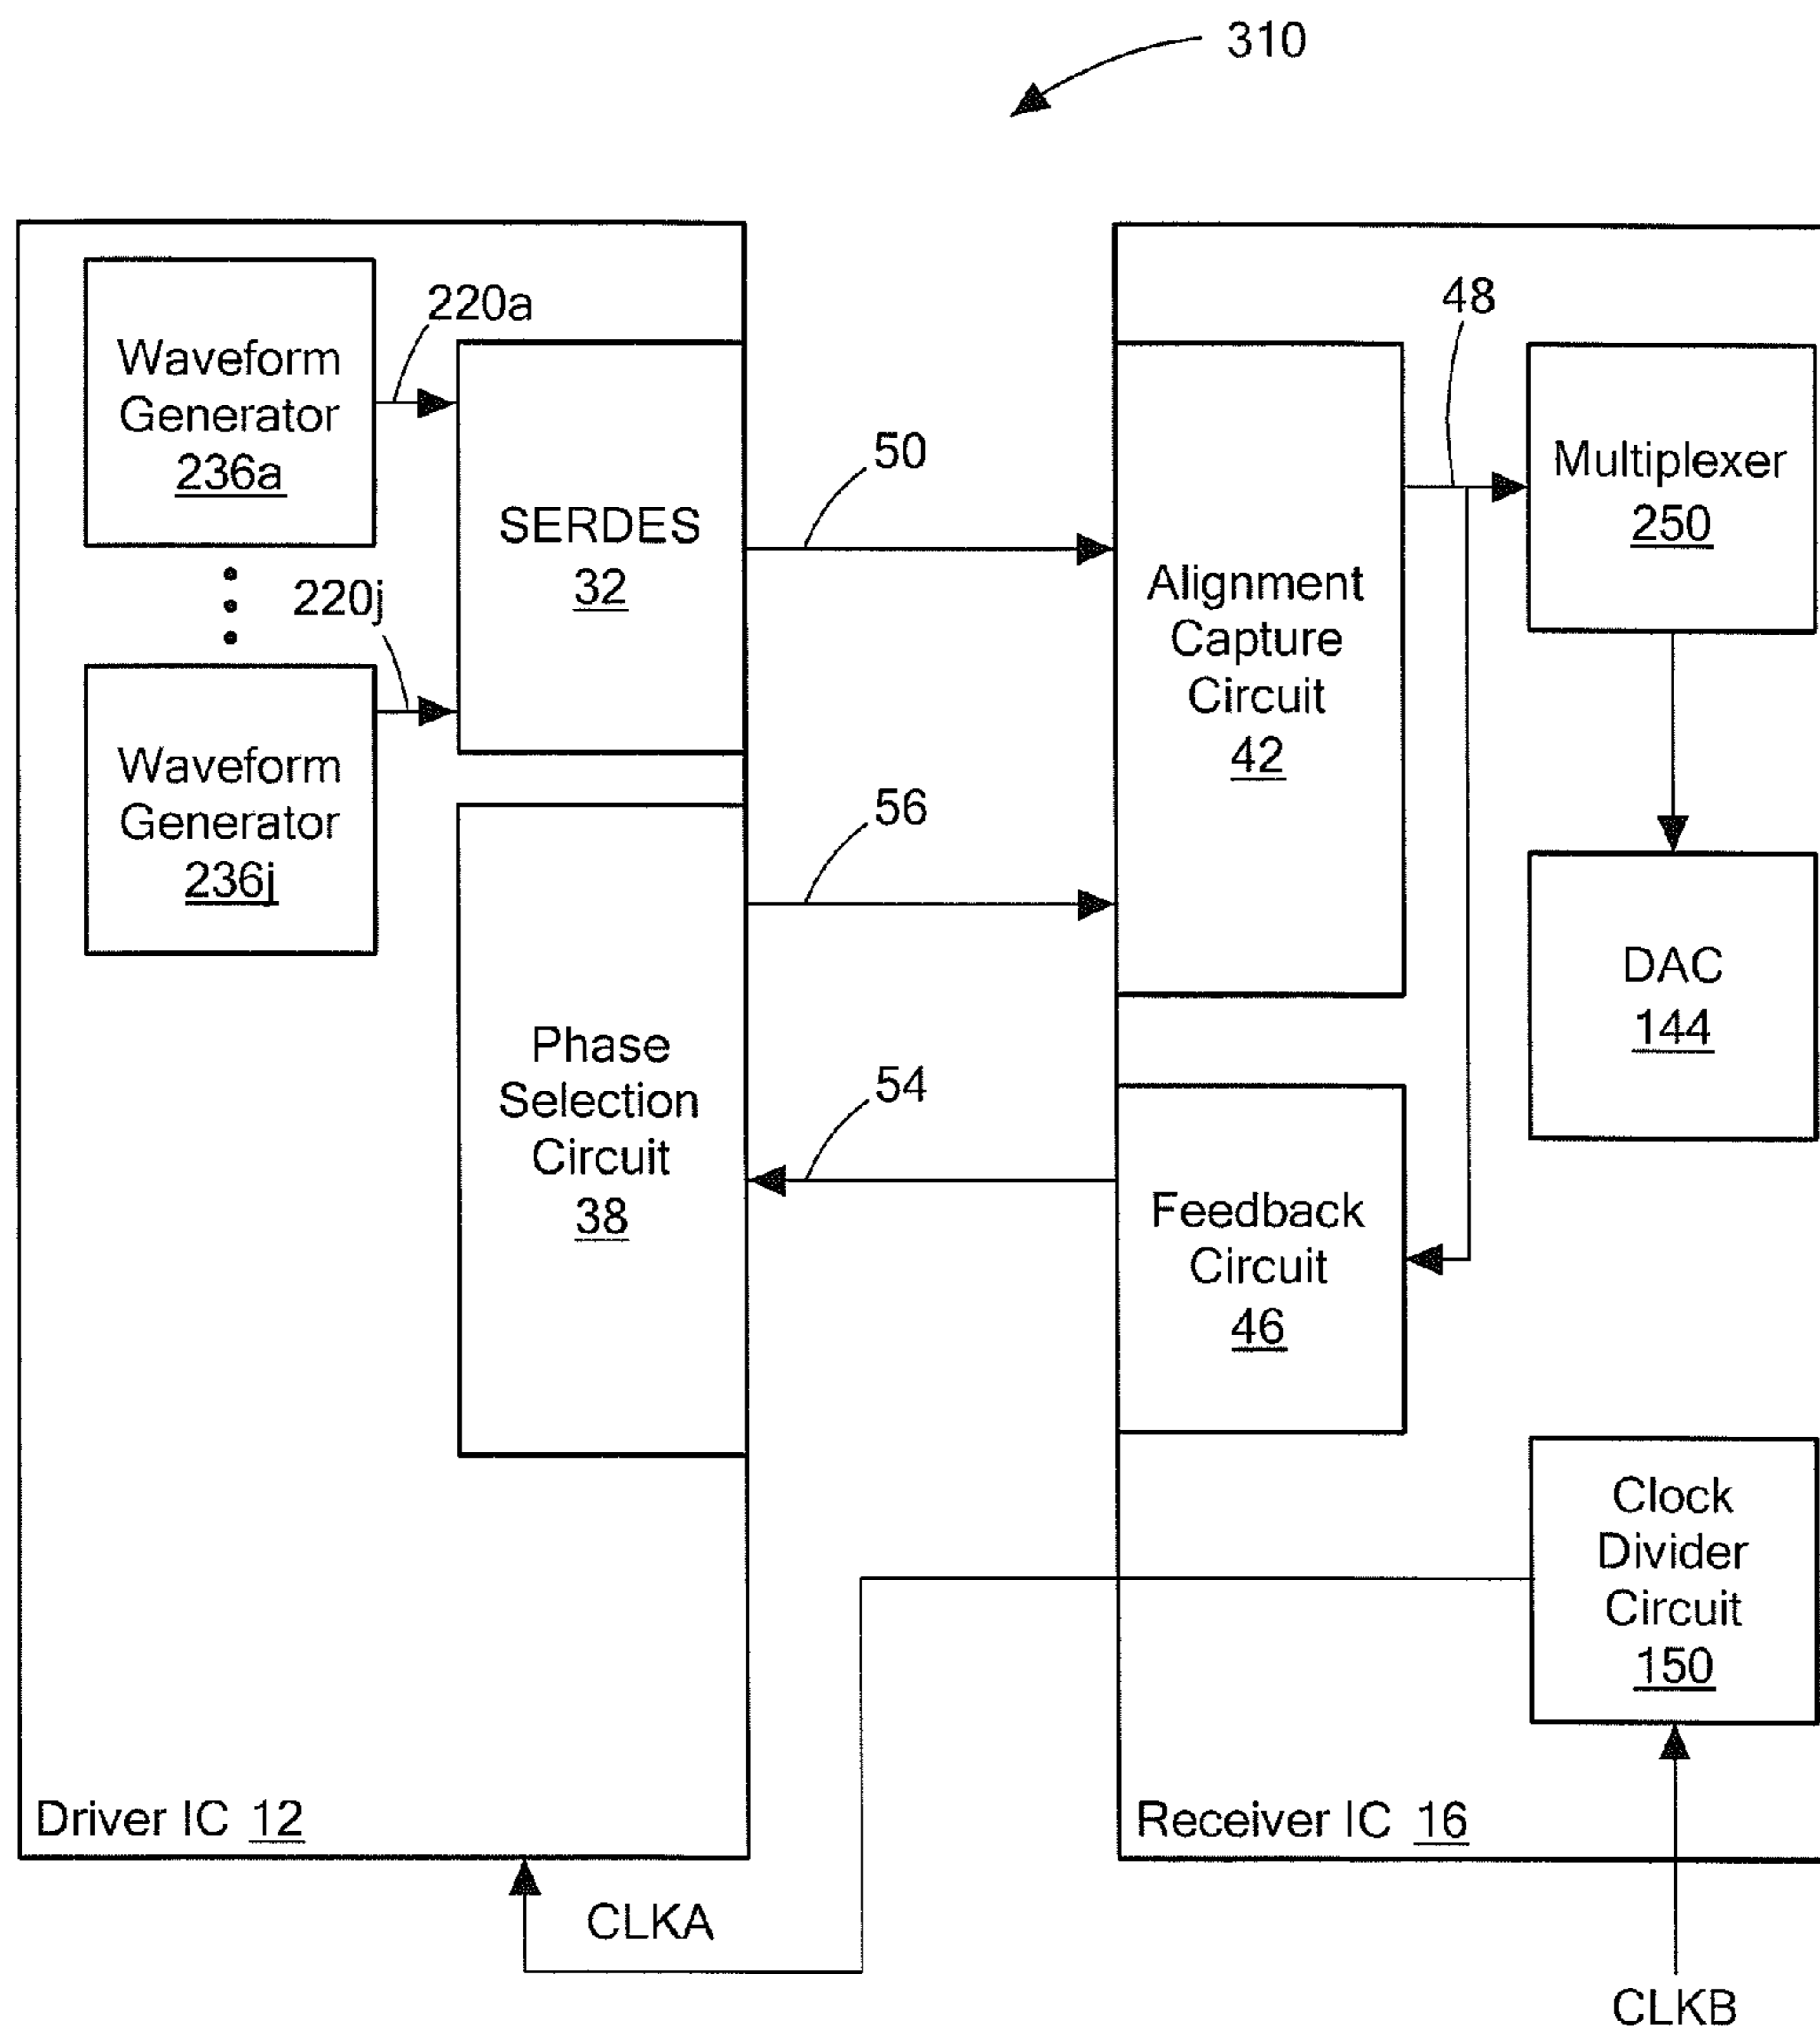 310
Waveform
Generator
236a
220a
SERDES
32
220j
Waveform
Generator
236j
50
56
54
Phase
Selection
Circuit
38
Alignment
Capture
Circuit
42
48
Multiplexer
250
DAC
144
Feedback
Circuit
46
Clock
Divider
Circuit
150
Driver IC 12
Receiver IC 16
CLKA
CLKB